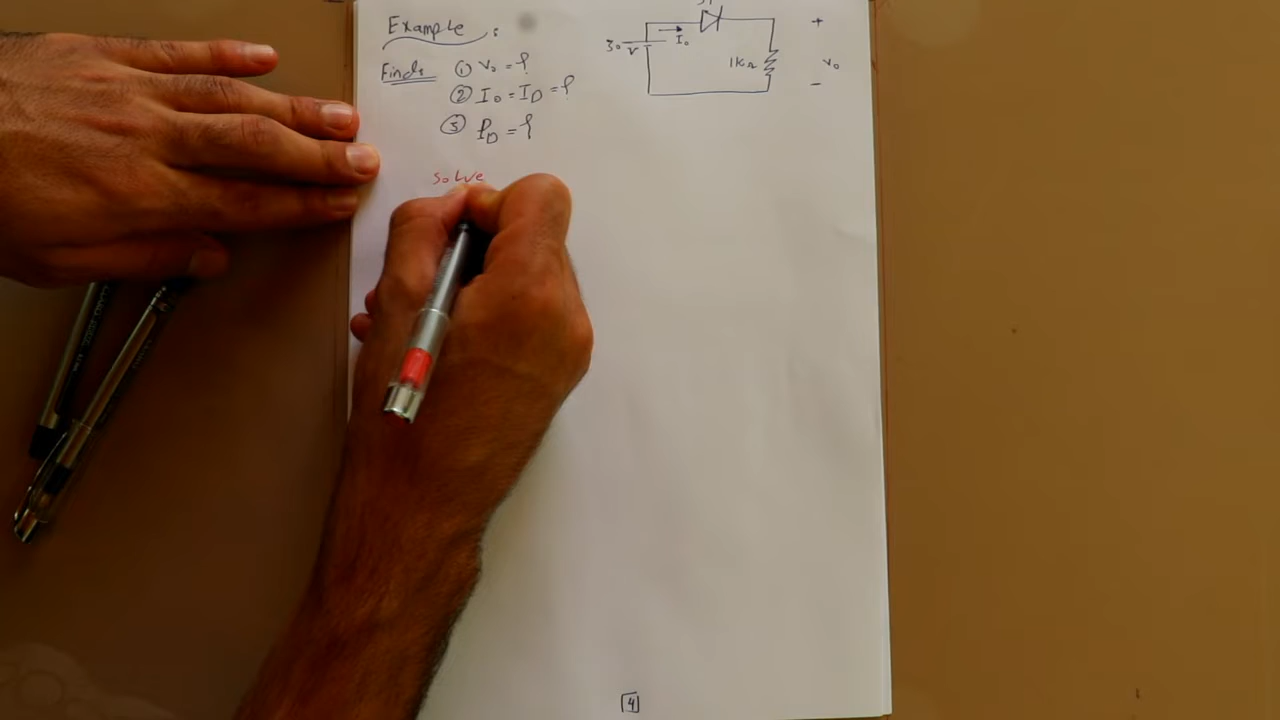 Example :
Find: ① V₀ = ?
② I₀ = I_D = ?
③ P_D = ?
Solve
30 V
I₀
1KΩ
+
V₀
-
4